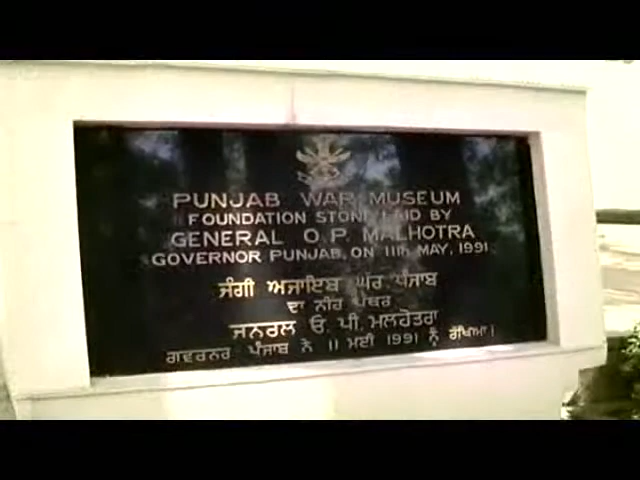 PUNJAB WAR MUSEUM
FOUNDATION STONE LAID BY
GENERAL O. P. MALHOTRA
GOVERNOR PUNJAB, ON 11th MAY, 1991
ਜੰਗੀ ਅਜਾਇਬ ਘੱਰ ਪੰਜਾਬ
ਦਾ ਨੀਂਹ ਪੱਥਰ
ਜਨਰਲ ਓ. ਪੀ. ਮਲਹੋਤਰਾ
ਗਵਰਨਰ ਪੰਜਾਬ ਨੇ 11 ਮਈ 1991 ਨੂੰ ਰੱਖਿਆ।